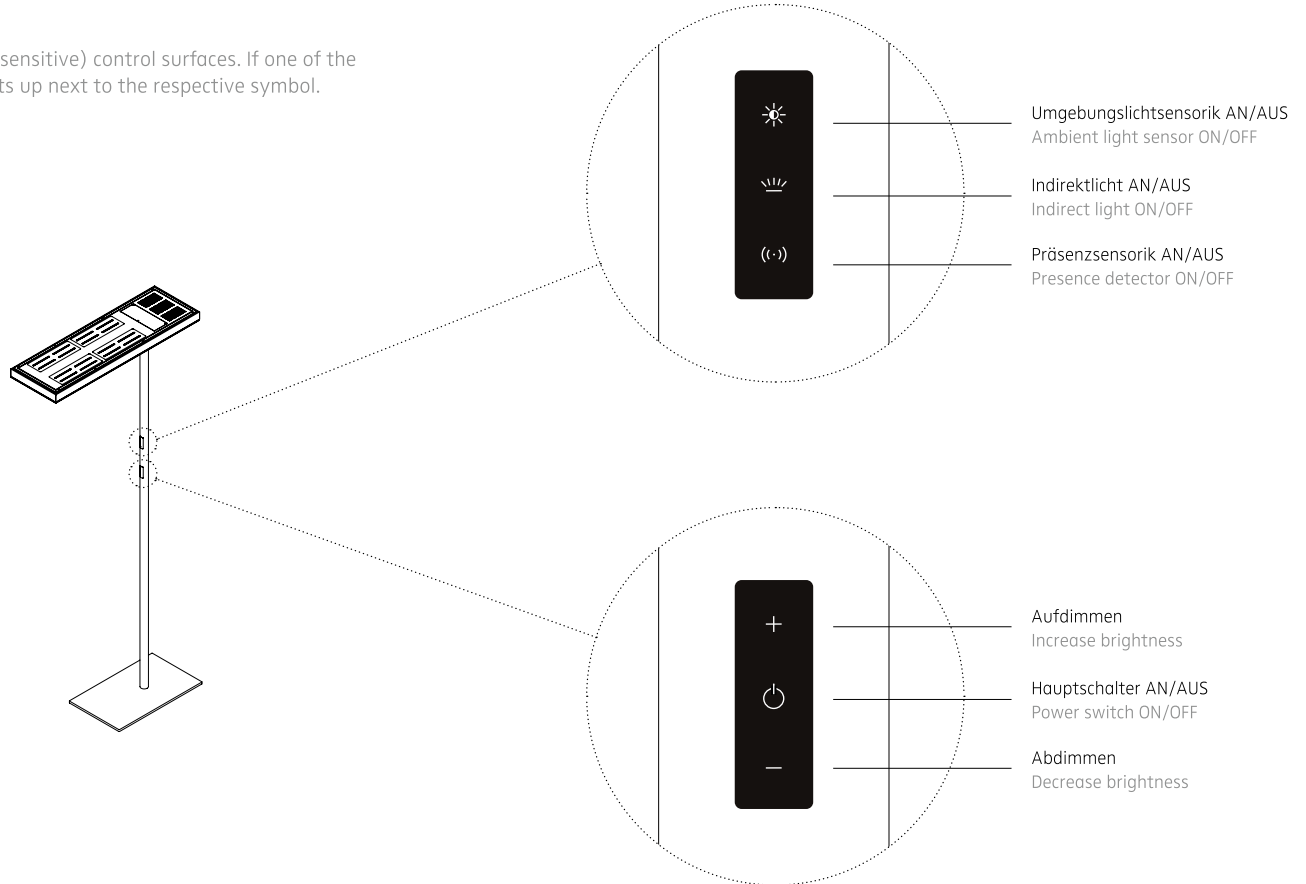 sensitive) control surfaces. If one of the
ts up next to the respective symbol.
Umgebungslichtsensorik AN/AUS
Ambient light sensor ON/OFF
Indirektlicht AN/AUS
Indirect light ON/OFF
Präsenzsensorik AN/AUS
Presence detector ON/OFF
Aufdimmen
Increase brightness
Hauptschalter AN/AUS
Power switch ON/OFF
Abdimmen
Decrease brightness